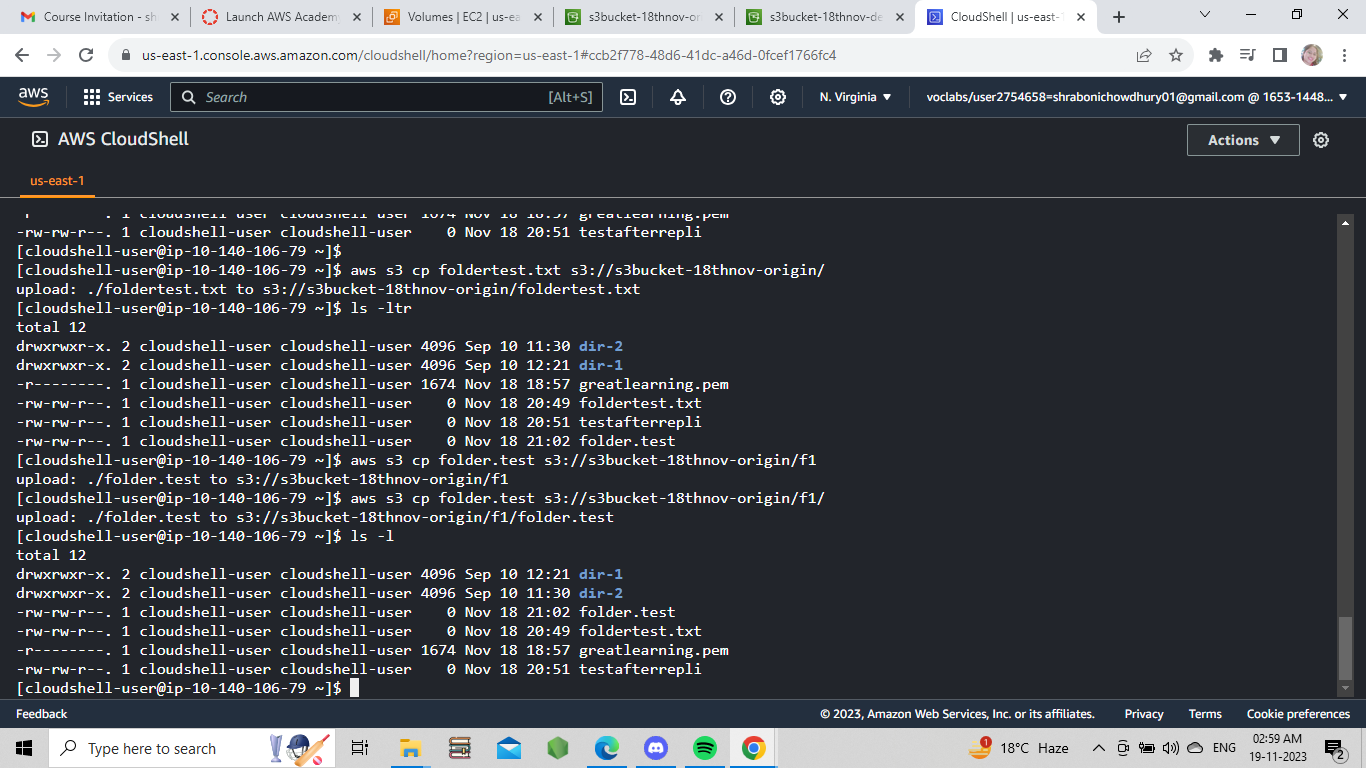 Course Invitation - sh
Launch AWS Academy
Volumes | EC2 | us-ea
s3bucket-18thnov-or
s3bucket-18thnov-de
CloudShell | us-east-1
us-east-1.console.aws.amazon.com/cloudshell/home?region=us-east-1#ccb2f778-48d6-41dc-a46d-0fcef1766fc4
aws
Services
Search
[Alt+S]
N. Virginia
voclabs/user2754658=shrabonichowdhury01@gmail.com @ 1653-1448...
AWS CloudShell
Actions
us-east-1
-r--------. 1 cloudshell-user cloudshell-user 1674 Nov 18 18:57 greatlearning.pem
-rw-rw-r--. 1 cloudshell-user cloudshell-user    0 Nov 18 20:51 testafterrepli
[cloudshell-user@ip-10-140-106-79 ~]$
[cloudshell-user@ip-10-140-106-79 ~]$ aws s3 cp foldertest.txt s3://s3bucket-18thnov-origin/
upload: ./foldertest.txt to s3://s3bucket-18thnov-origin/foldertest.txt
[cloudshell-user@ip-10-140-106-79 ~]$ ls -ltr
total 12
drwxrwxr-x. 2 cloudshell-user cloudshell-user 4096 Sep 10 11:30 dir-2
drwxrwxr-x. 2 cloudshell-user cloudshell-user 4096 Sep 10 12:21 dir-1
-r--------. 1 cloudshell-user cloudshell-user 1674 Nov 18 18:57 greatlearning.pem
-rw-rw-r--. 1 cloudshell-user cloudshell-user    0 Nov 18 20:49 foldertest.txt
-rw-rw-r--. 1 cloudshell-user cloudshell-user    0 Nov 18 20:51 testafterrepli
-rw-rw-r--. 1 cloudshell-user cloudshell-user    0 Nov 18 21:02 folder.test
[cloudshell-user@ip-10-140-106-79 ~]$ aws s3 cp folder.test s3://s3bucket-18thnov-origin/f1
upload: ./folder.test to s3://s3bucket-18thnov-origin/f1
[cloudshell-user@ip-10-140-106-79 ~]$ aws s3 cp folder.test s3://s3bucket-18thnov-origin/f1/
upload: ./folder.test to s3://s3bucket-18thnov-origin/f1/folder.test
[cloudshell-user@ip-10-140-106-79 ~]$ ls -l
total 12
drwxrwxr-x. 2 cloudshell-user cloudshell-user 4096 Sep 10 12:21 dir-1
drwxrwxr-x. 2 cloudshell-user cloudshell-user 4096 Sep 10 11:30 dir-2
-rw-rw-r--. 1 cloudshell-user cloudshell-user    0 Nov 18 21:02 folder.test
-rw-rw-r--. 1 cloudshell-user cloudshell-user    0 Nov 18 20:49 foldertest.txt
-r--------. 1 cloudshell-user cloudshell-user 1674 Nov 18 18:57 greatlearning.pem
-rw-rw-r--. 1 cloudshell-user cloudshell-user    0 Nov 18 20:51 testafterrepli
[cloudshell-user@ip-10-140-106-79 ~]$
Feedback
© 2023, Amazon Web Services, Inc. or its affiliates.
Privacy
Terms
Cookie preferences
Type here to search
1
18°C Haze
ENG
02:59 AM
19-11-2023
2